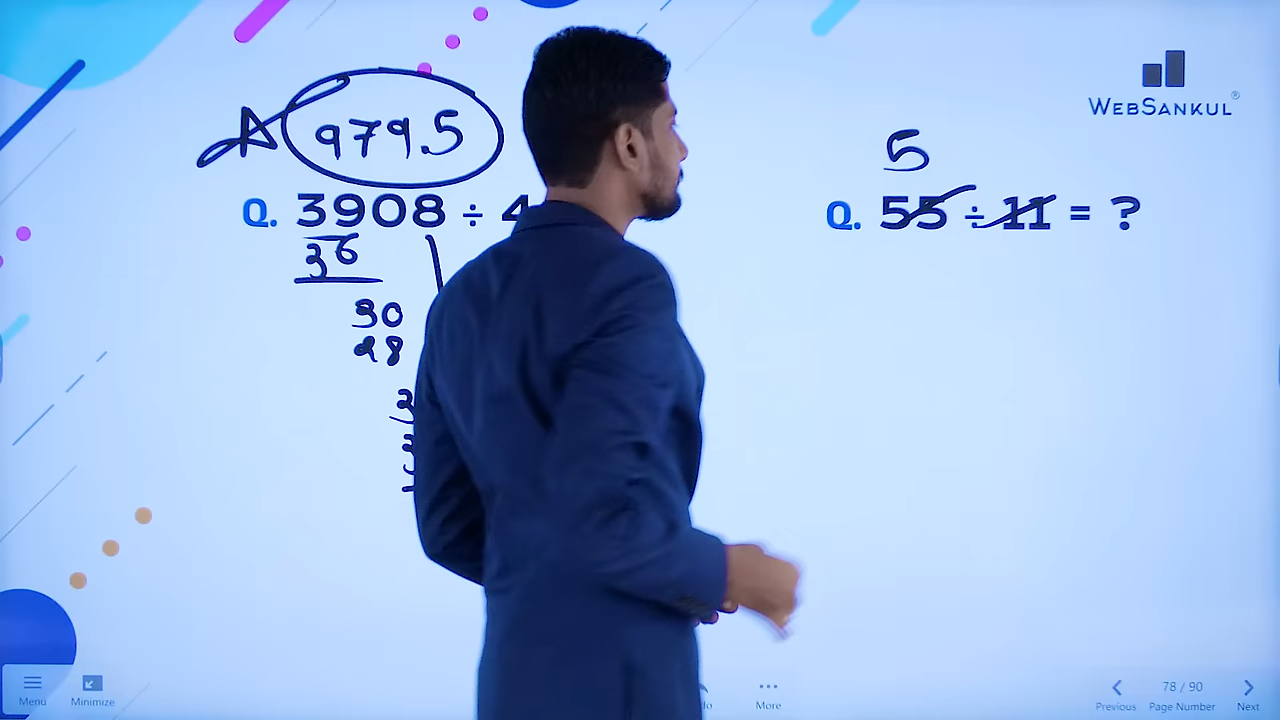 WEBSANKUL®
A 979.5
Q. 3908 ÷ 4
36
30
28
2
5
Q. 55 ÷ 11 = ?
Menu
Minimize
More
Previous
78 / 90
Page Number
Next